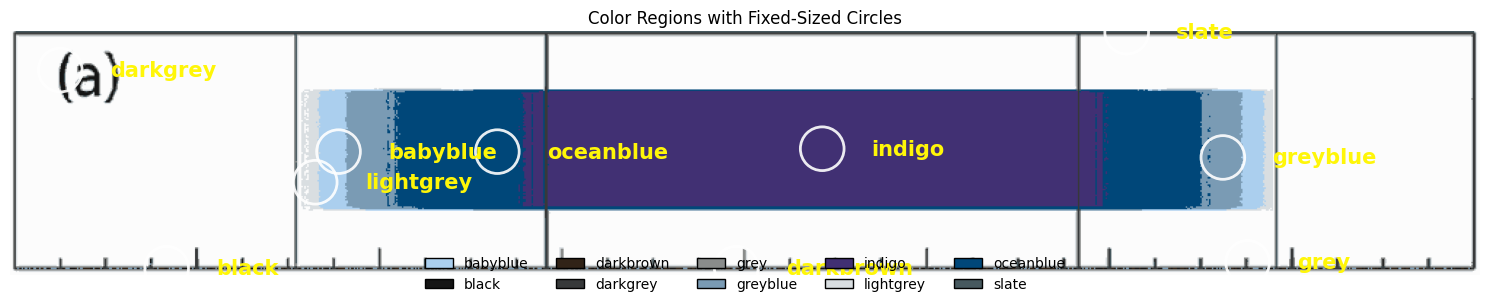 Color Regions with Fixed-Sized Circles
slate
(a) darkgrey
babyblue oceanblue indigo greyblue
lightgrey
black darkbrown grey
babyblue darkbrown grey indigo oceanblue
black darkgrey greyblue lightgrey slate